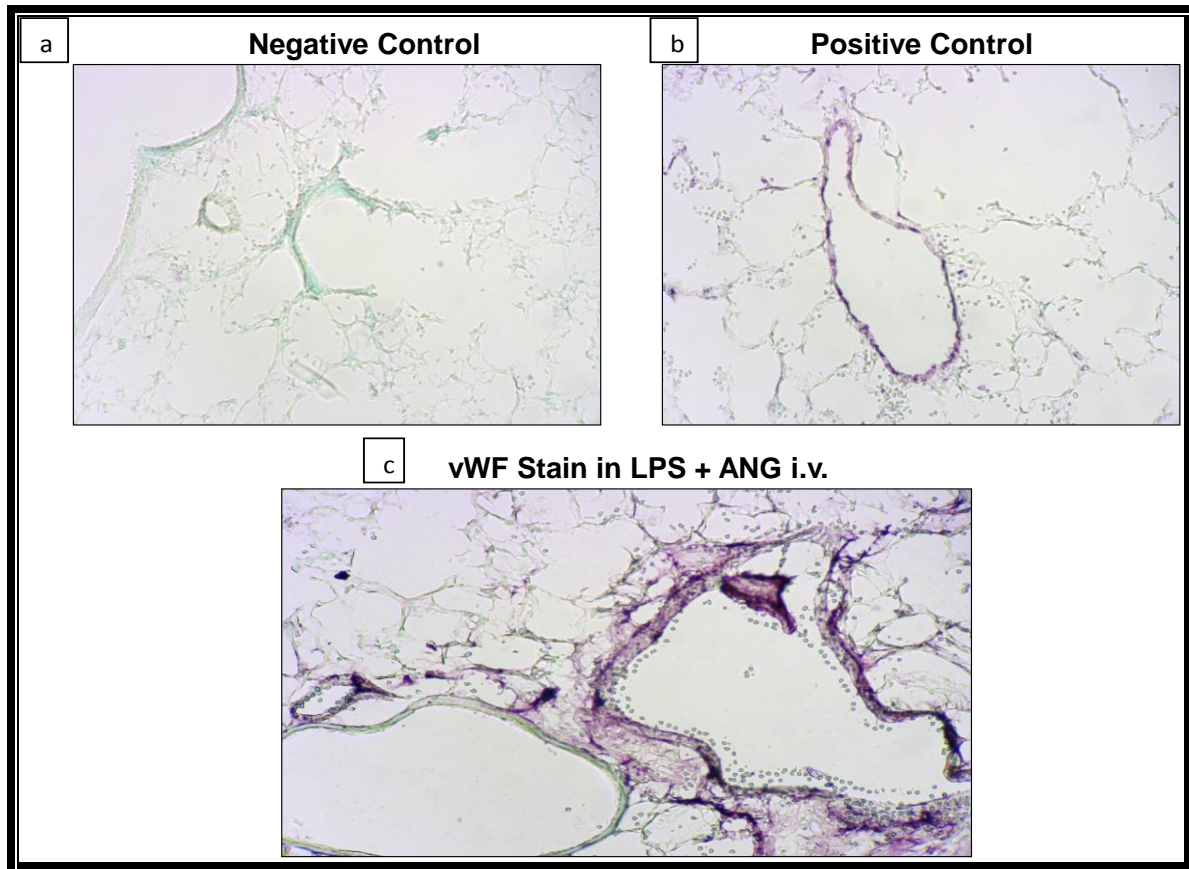 a
Negative Control
b
Positive Control
c
vWF Stain in LPS + ANG i.v.